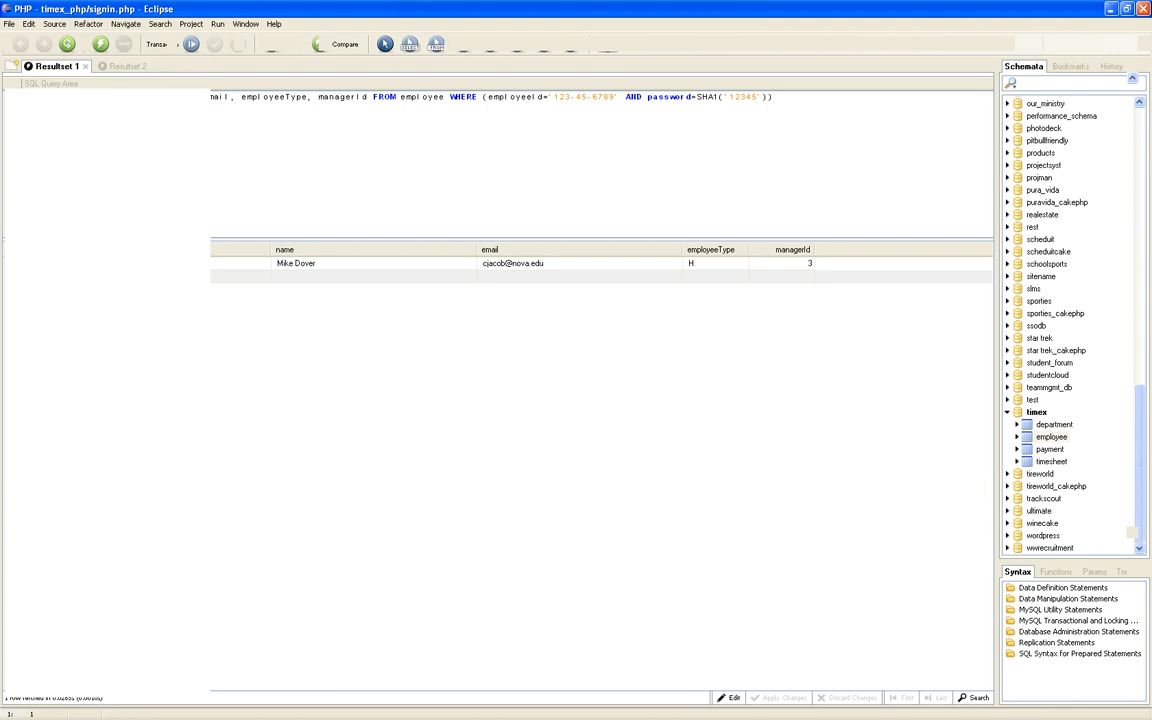 PHP - timex_php/signin.php - Eclipse
File Edit Source Refactor Navigate Search Project Run Window Help
Transa Compare
Resultset 1 Resultset 2
SQL Query Area
mail, employeeType, managerId FROM employee WHERE (employeeId='123-45-6789' AND password=SHA1('12345'))
name email employeeType managerId
Mike Dover cjacob@nova.edu H 3
Schemata Bookmarks History
our_ministry
performance_schema
photodeck
pitbullfriendly
products
projectsyst
projman
pura_vida
puravida_cakephp
realestate
rest
scheduit
scheduitcake
schoolsports
sitename
slms
sporties
sporties_cakephp
ssodb
star trek
star trek_cakephp
student_forum
studentcloud
teammgmt_db
test
timex
department
employee
payment
timesheet
tireworld
tireworld_cakephp
trackscout
ultimate
winecake
wordpress
wwrecruitment
Syntax Functions Params Trx
Data Definition Statements
Data Manipulation Statements
MySQL Utility Statements
MySQL Transactional and Locking ...
Database Administration Statements
Replication Statements
SQL Syntax for Prepared Statements
Edit Apply Changes Discard Changes First Last Search
1: 1